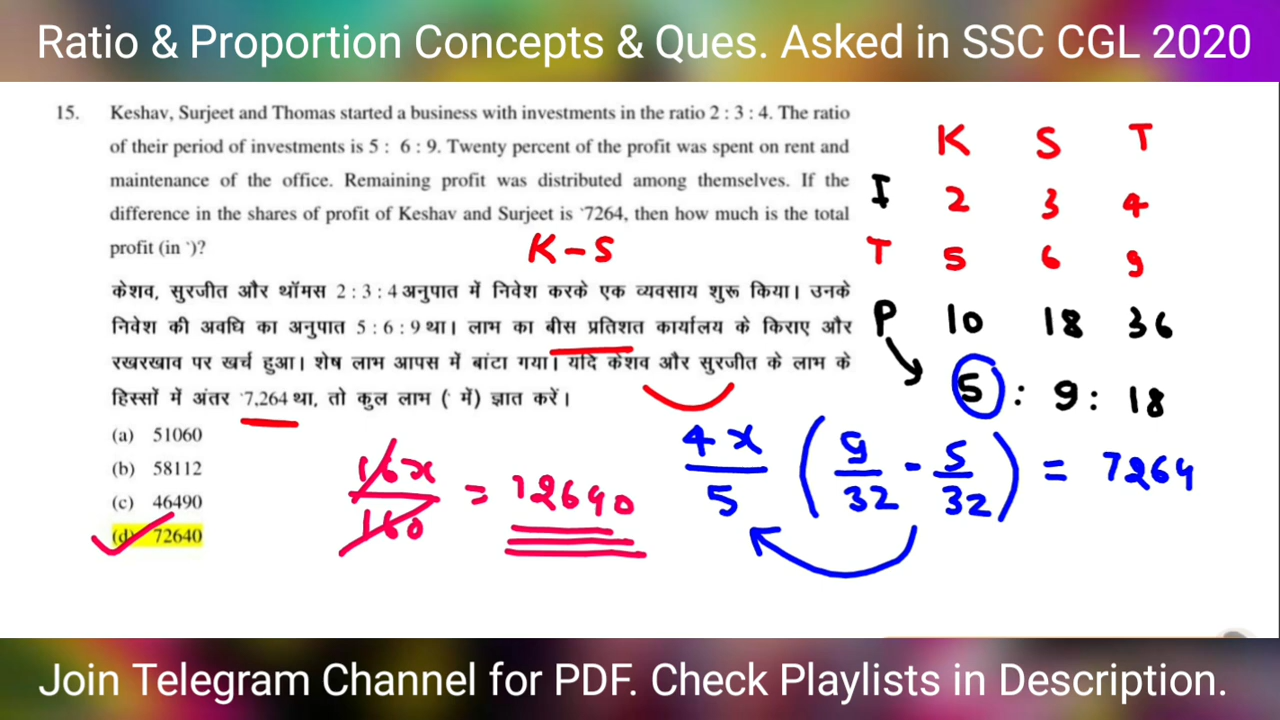 Ratio & Proportion Concepts & Ques. Asked in SSC CGL 2020
15. Keshav, Surjeet and Thomas started a business with investments in the ratio 2 : 3 : 4. The ratio
of their period of investments is 5 : 6 : 9. Twenty percent of the profit was spent on rent and
maintenance of the office. Remaining profit was distributed among themselves. If the
difference in the shares of profit of Keshav and Surjeet is `7264, then how much is the total
profit (in `)?
K - S
केशव, सुरजीत और थॉमस 2 : 3 : 4 अनुपात में निवेश करके एक व्यवसाय शुरू किया। उनके
निवेश की अवधि का अनुपात 5 : 6 : 9 था। लाभ का बीस प्रतिशत कार्यालय के किराए और
रखरखाव पर खर्च हुआ। शेष लाभ आपस में बांटा गया। यदि केशव और सुरजीत के लाभ के
हिस्सों में अंतर `7,264 था, तो कुल लाभ (` में) ज्ञात करें।
(a) 51060
(b) 58112
(c) 46490
(d) 72640
K S T
I 2 3 4
T 5 6 9
P 10 18 36
5 : 9 : 18
4x/5 (9/32 - 5/32) = 7264
16x/160 = 72640
Join Telegram Channel for PDF. Check Playlists in Description.